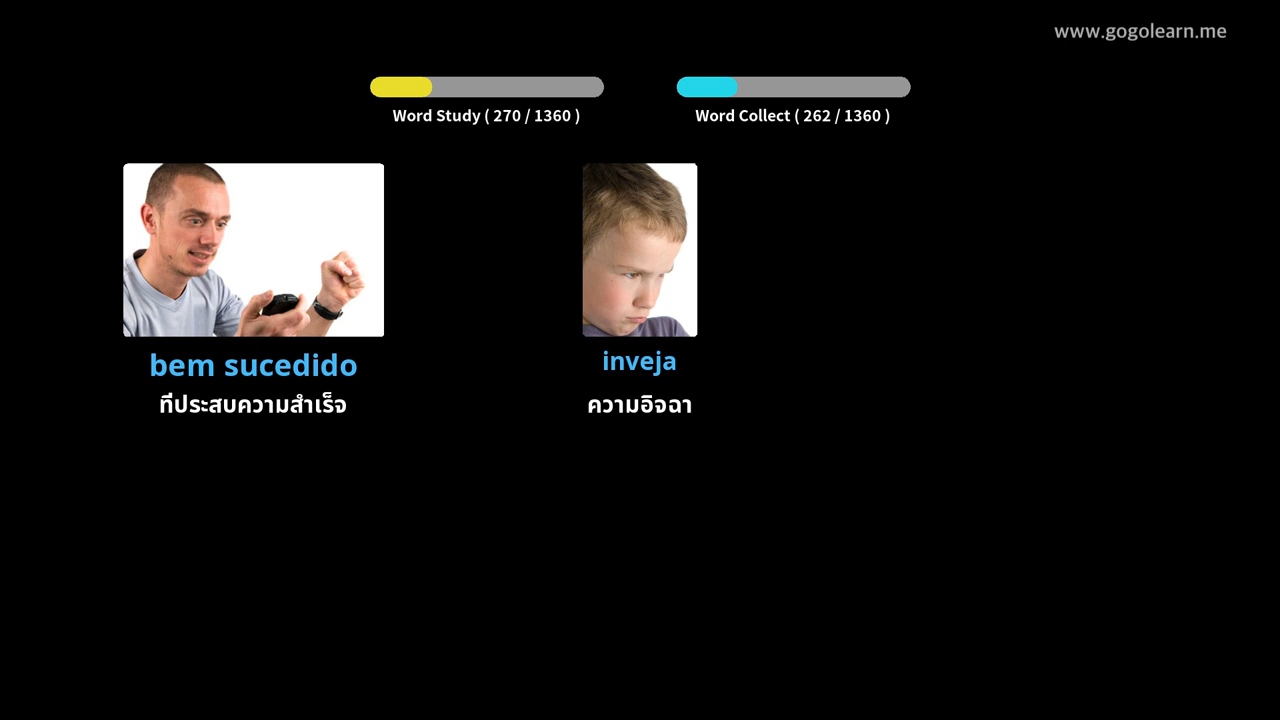 www.gogolearn.me
Word Study ( 270 / 1360 )
Word Collect ( 262 / 1360 )
bem sucedido
ที่ประสบความสำเร็จ
inveja
ความอิจฉา